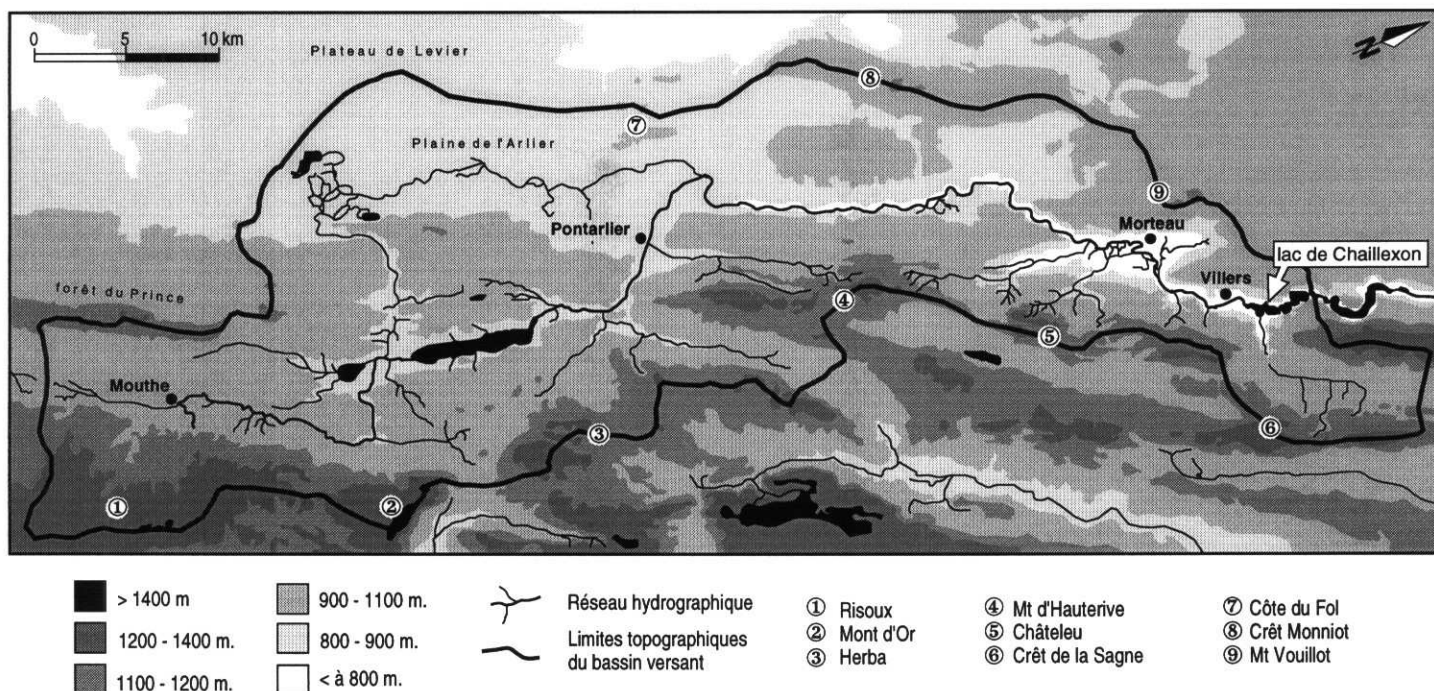 0 5 10 km
Plateau de Levier
N
⑧
⑦
Plaine de l'Arlier
⑨
Pontarlier
Morteau
lac de Chaillexon
Villers
forêt du Prince
④
⑤
Mouthe
③
⑥
①
②
> 1400 m
1200 - 1400 m.
1100 - 1200 m.
900 - 1100 m.
800 - 900 m.
< à 800 m.
Réseau hydrographique
Limites topographiques
du bassin versant
① Risoux
② Mont d'Or
③ Herba
④ Mt d'Hauterive
⑤ Châteleu
⑥ Crêt de la Sagne
⑦ Côte du Fol
⑧ Crêt Monniot
⑨ Mt Vouillot